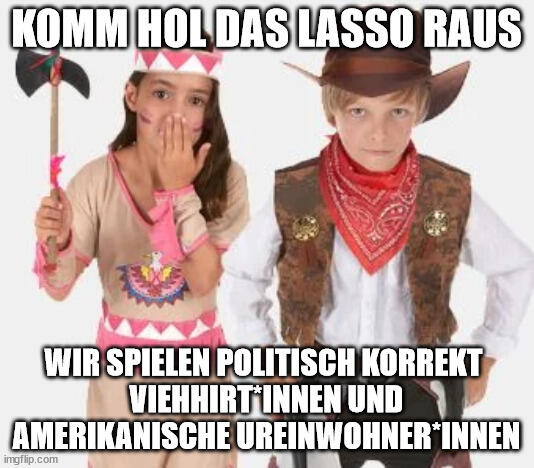 KOMM HOL DAS LASSO RAUS
WIR SPIELEN POLITISCH KORREKT
VIEHHIRT*INNEN UND
AMERIKANISCHE UREINWOHNER*INNEN
imgflip.com